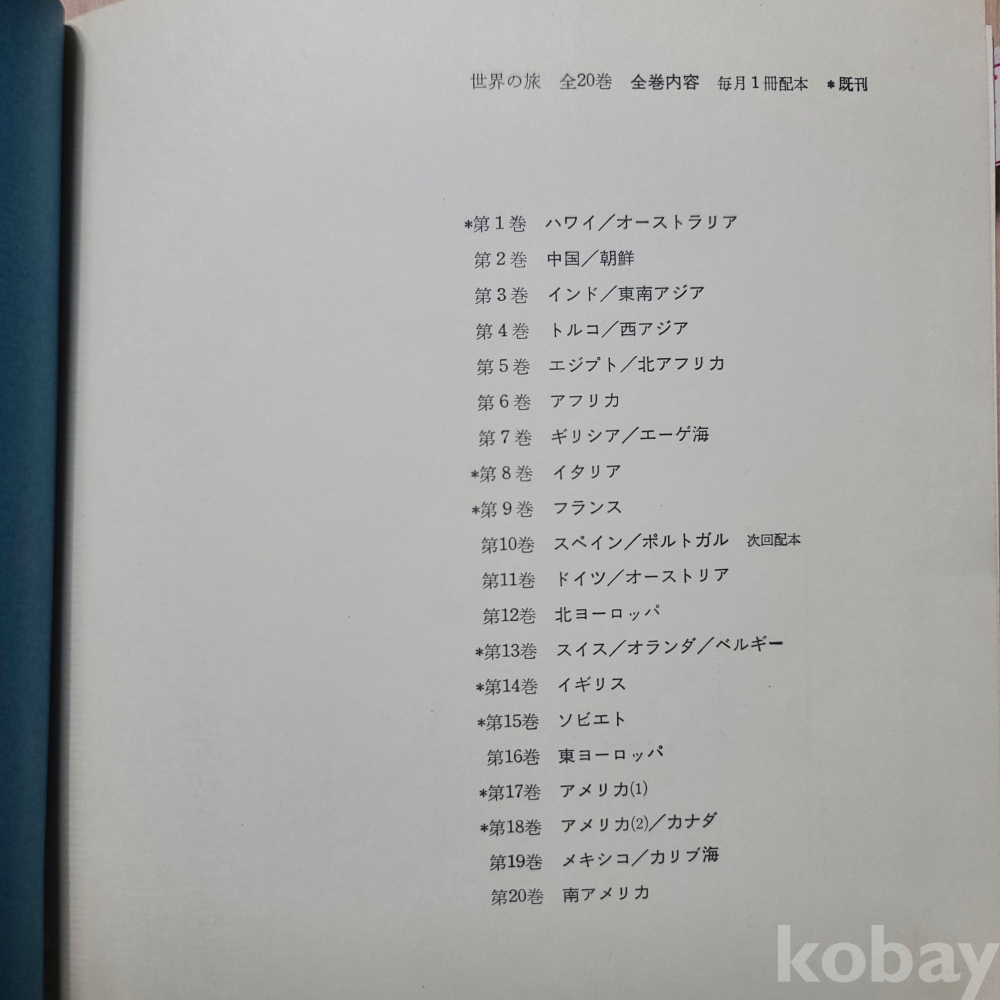 世界の旅 全20巻 全巻内容 毎月1冊配本 *既刊
*第1巻 ハワイ/オーストラリア
第2巻 中国/朝鮮
第3巻 インド/東南アジア
第4巻 トルコ/西アジア
第5巻 エジプト/北アフリカ
第6巻 アフリカ
第7巻 ギリシア/エーゲ海
*第8巻 イタリア
*第9巻 フランス
第10巻 スペイン/ポルトガル 次回配本
第11巻 ドイツ/オーストリア
第12巻 北ヨーロッパ
*第13巻 スイス/オランダ/ベルギー
*第14巻 イギリス
*第15巻 ソビエト
第16巻 東ヨーロッパ
*第17巻 アメリカ(1)
*第18巻 アメリカ(2)/カナダ
第19巻 メキシコ/カリブ海
第20巻 南アメリカ
kobay